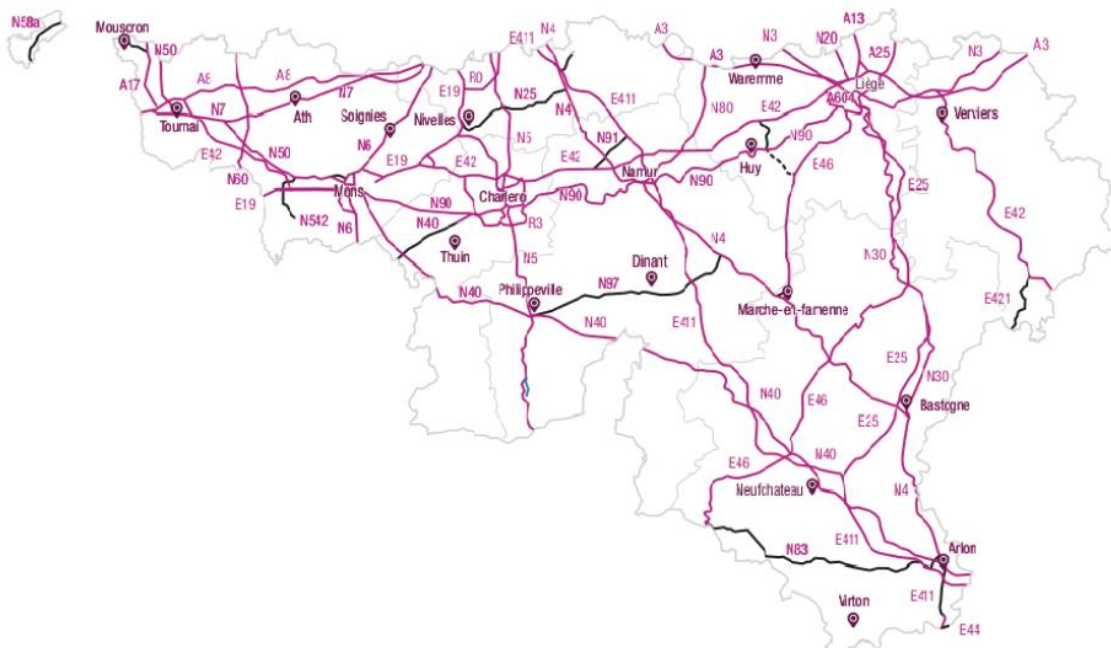 N58a
Mouscron
N50
A17
A8
A8
N7
N7
Tournai
Ath
Soignies
E42
N50
N60
E19
N542
Mons
N6
N6
E19
E42
N90
N40
Thuin
E19
R0
E411
N4
Nivelles
N25
N5
N4
E411
N91
E42
Namur
Charleroi
N90
R3
N5
Philippeville
N40
N97
Dinant
N40
A3
A3
N3
Waremme
N80
E42
N20
A13
A25
Liège
A604
N3
A3
Verviers
N90
Huy
N90
E46
E25
E42
N30
N4
Marche-en-famenne
E411
E421
E25
N30
N40
E46
E25
Bastogne
E46
N40
Neufchateau
N4
N83
E411
Arlon
E411
Virton
E44